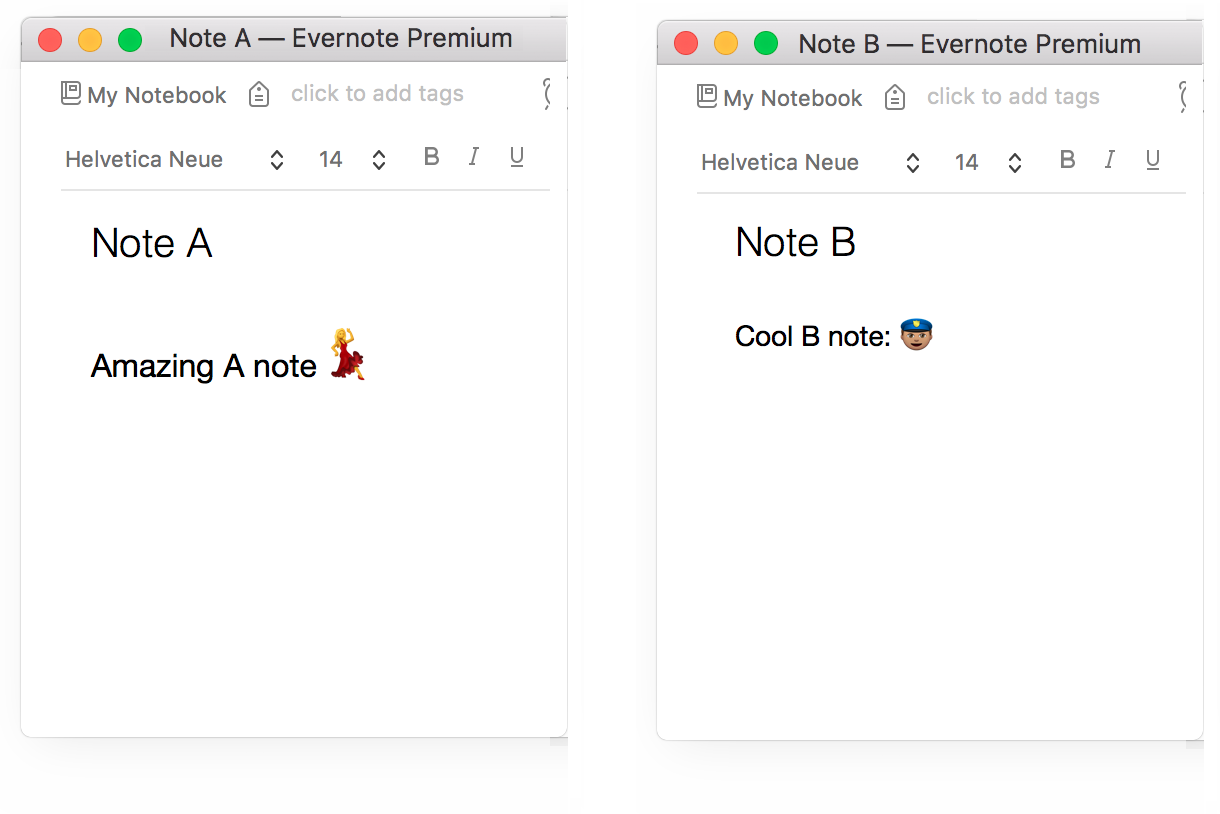 Note A — Evernote Premium
My Notebook click to add tags
Helvetica Neue 14 B I U
Note A
Amazing A note 💃
Note B — Evernote Premium
My Notebook click to add tags
Helvetica Neue 14 B I U
Note B
Cool B note: 👮🏽